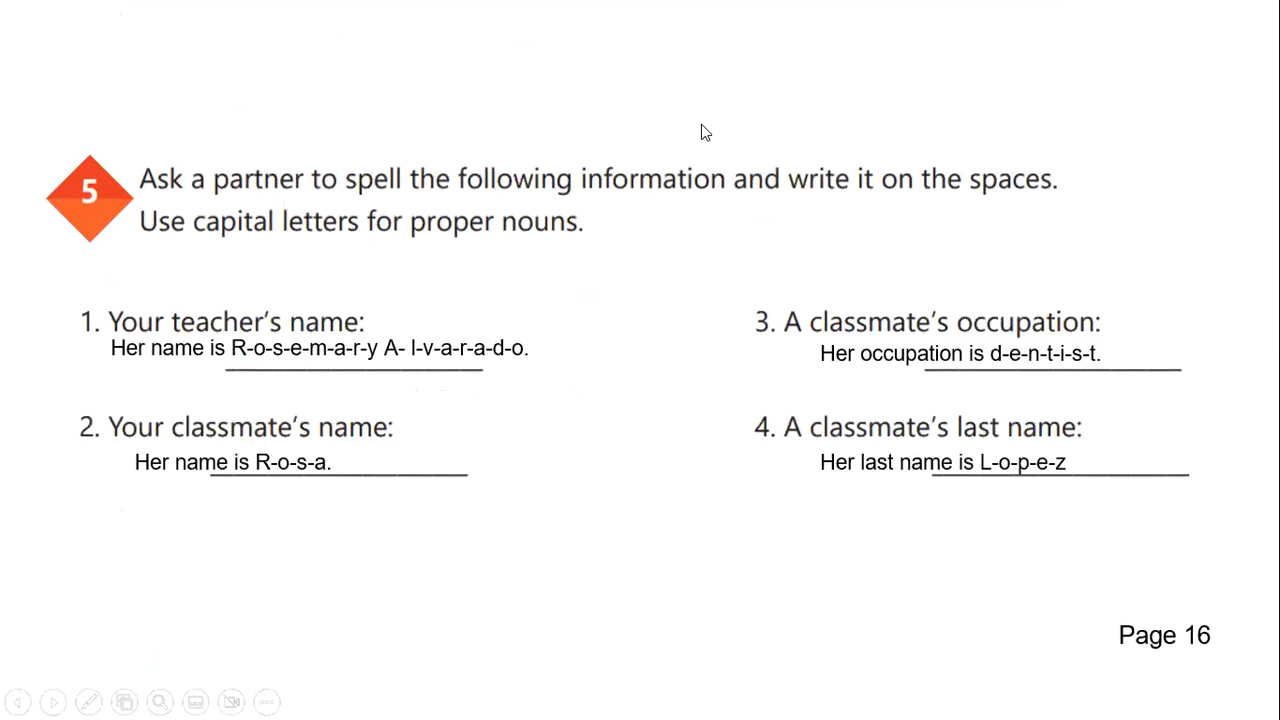 5
Ask a partner to spell the following information and write it on the spaces.
Use capital letters for proper nouns.
1. Your teacher's name:
Her name is R-o-s-e-m-a-r-y A- l-v-a-r-a-d-o.
2. Your classmate's name:
Her name is R-o-s-a.
3. A classmate's occupation:
Her occupation is d-e-n-t-i-s-t.
4. A classmate's last name:
Her last name is L-o-p-e-z
Page 16